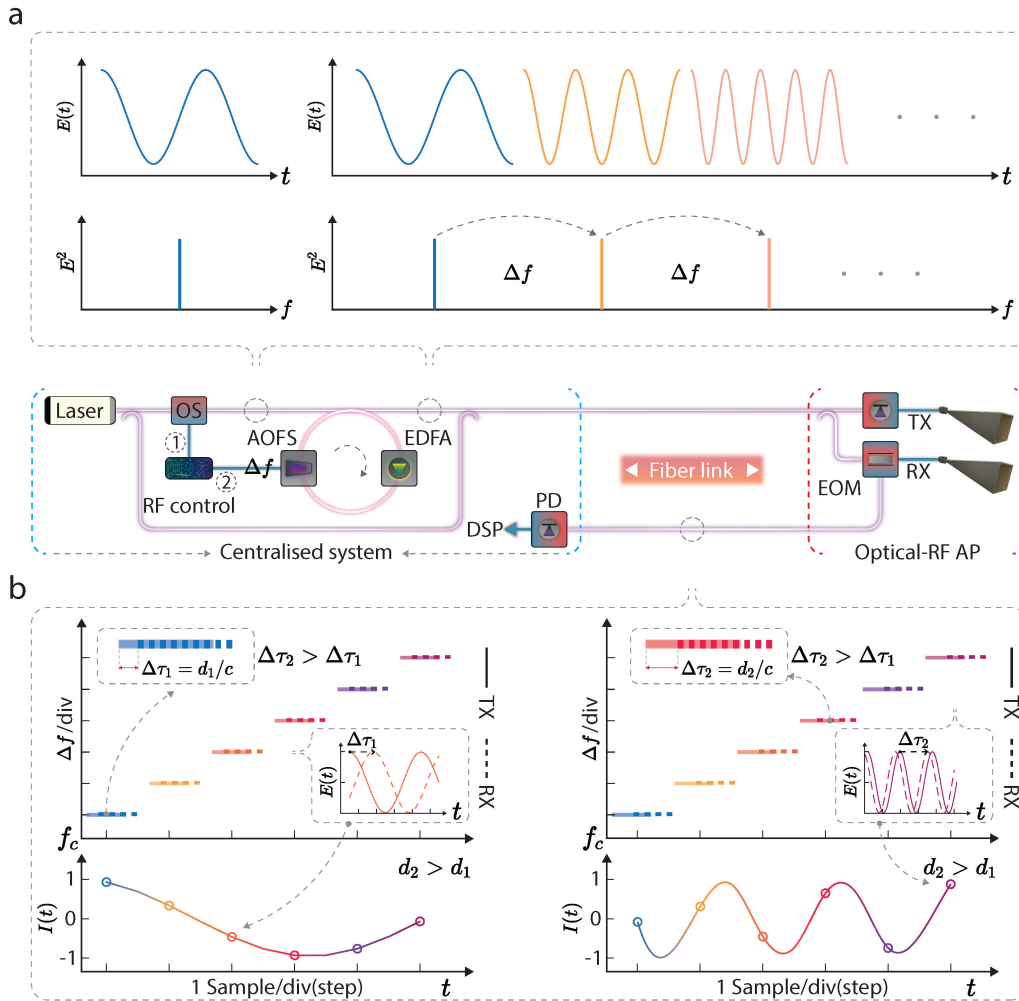 a
E(t)
t
E(t)
t
E²
f
E²
Δf
Δf
f
Laser
OS
AOFS
EDFA
1
2
Δf
RF control
Fiber link
TX
RX
EOM
PD
DSP
Centralised system
Optical-RF AP
b
Δf/div
Δτ₁ = d₁/c
Δτ₂ > Δτ₁
TX
RX
Δτ₁
E(t)
t
f_c
t
Δf/div
Δτ₂ = d₂/c
Δτ₂ > Δτ₁
TX
RX
Δτ₂
E(t)
t
f_c
t
I(t)
1
0
-1
d₂ > d₁
1 Sample/div(step)
t
I(t)
1
0
-1
d₂ > d₁
1 Sample/div(step)
t